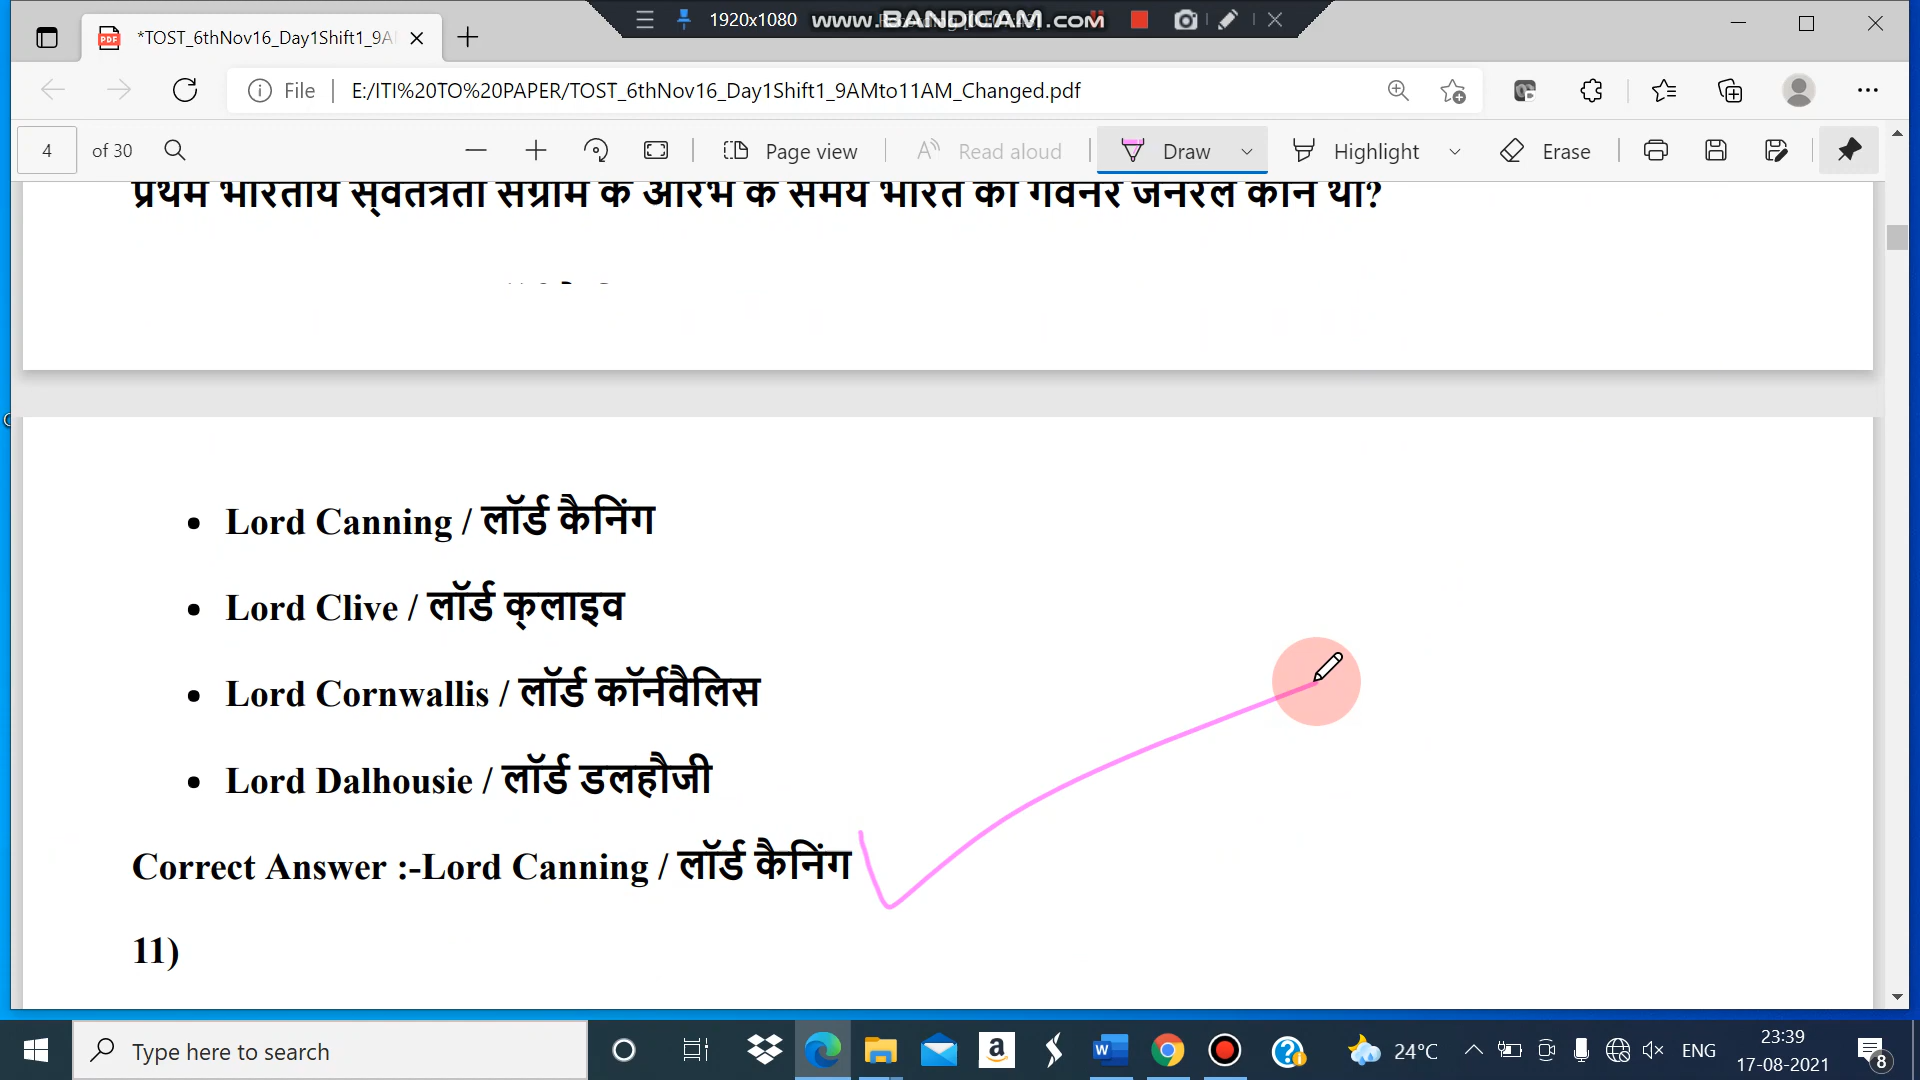 1920x1080 www.BANDICAM.com
*TOST_6thNov16_Day1Shift1_9A
File E:/ITI%20TO%20PAPER/TOST_6thNov16_Day1Shift1_9AMto11AM_Changed.pdf
4 of 30 Page view Read aloud Draw Highlight Erase
प्रथम भारतीय स्वतंत्रता संग्राम के आरंभ के समय भारत का गवर्नर जनरल कौन था?
• Lord Canning / लॉर्ड कैनिंग
• Lord Clive / लॉर्ड क्लाइव
• Lord Cornwallis / लॉर्ड कॉर्नवैलिस
• Lord Dalhousie / लॉर्ड डलहौजी
Correct Answer :-Lord Canning / लॉर्ड कैनिंग
11)
Type here to search 24°C ENG 23:39 17-08-2021 8